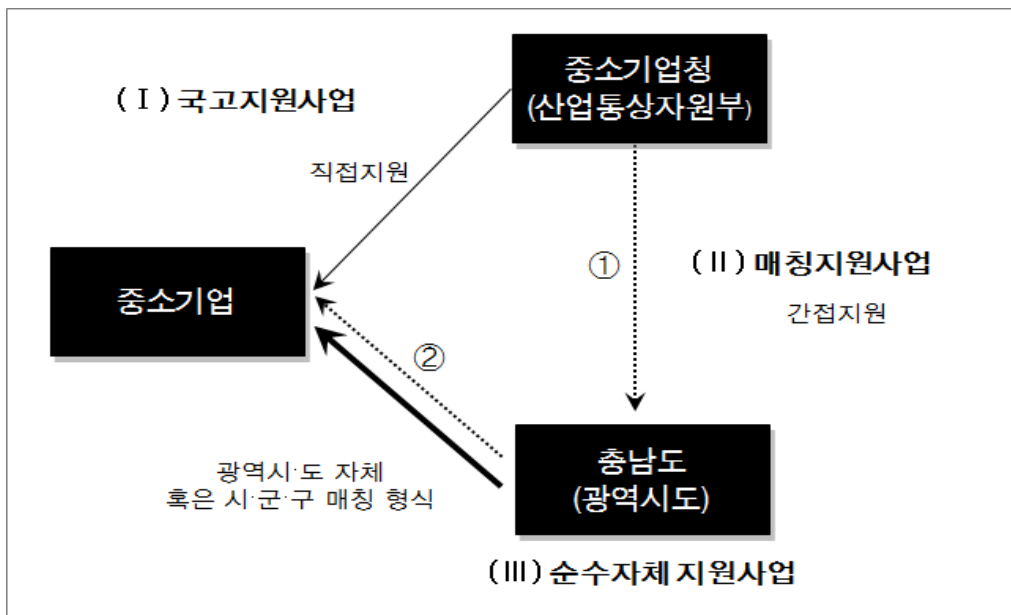 중소기업청
(산업통상자원부)
(Ⅰ) 국고지원사업
직접지원
중소기업
①
(Ⅱ) 매칭지원사업
간접지원
②
충남도
(광역시도)
광역시·도 자체
혹은 시·군·구 매칭 형식
(Ⅲ) 순수자체 지원사업